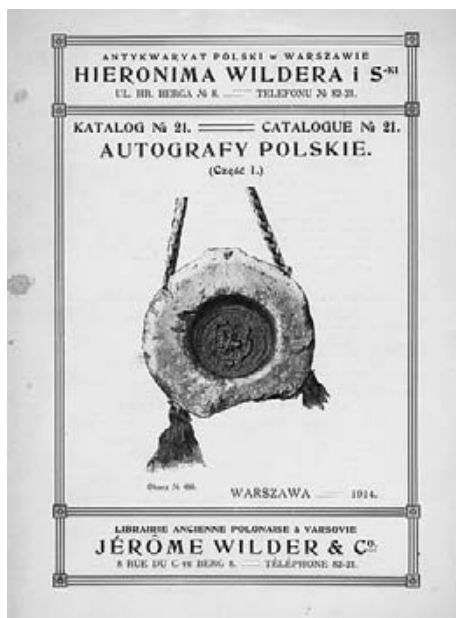 ANTYKWARYAT POLSKI w WARSZAWIE
HIERONIMA WILDERA i S-KI
UL. HR. BERGA № 8. TELEFONU № 82-21.
KATALOG № 21. CATALOGUE № 21.
AUTOGRAFY POLSKIE.
(Część 1.)
Obacz №
WARSZAWA 1914.
LIBRAIRIE ANCIENNE POLONAISE à VARSOVIE
JÉRÔME WILDER & Co.
8 RUE DU C-te BERG 8. TÉLÉPHONE 82-21.